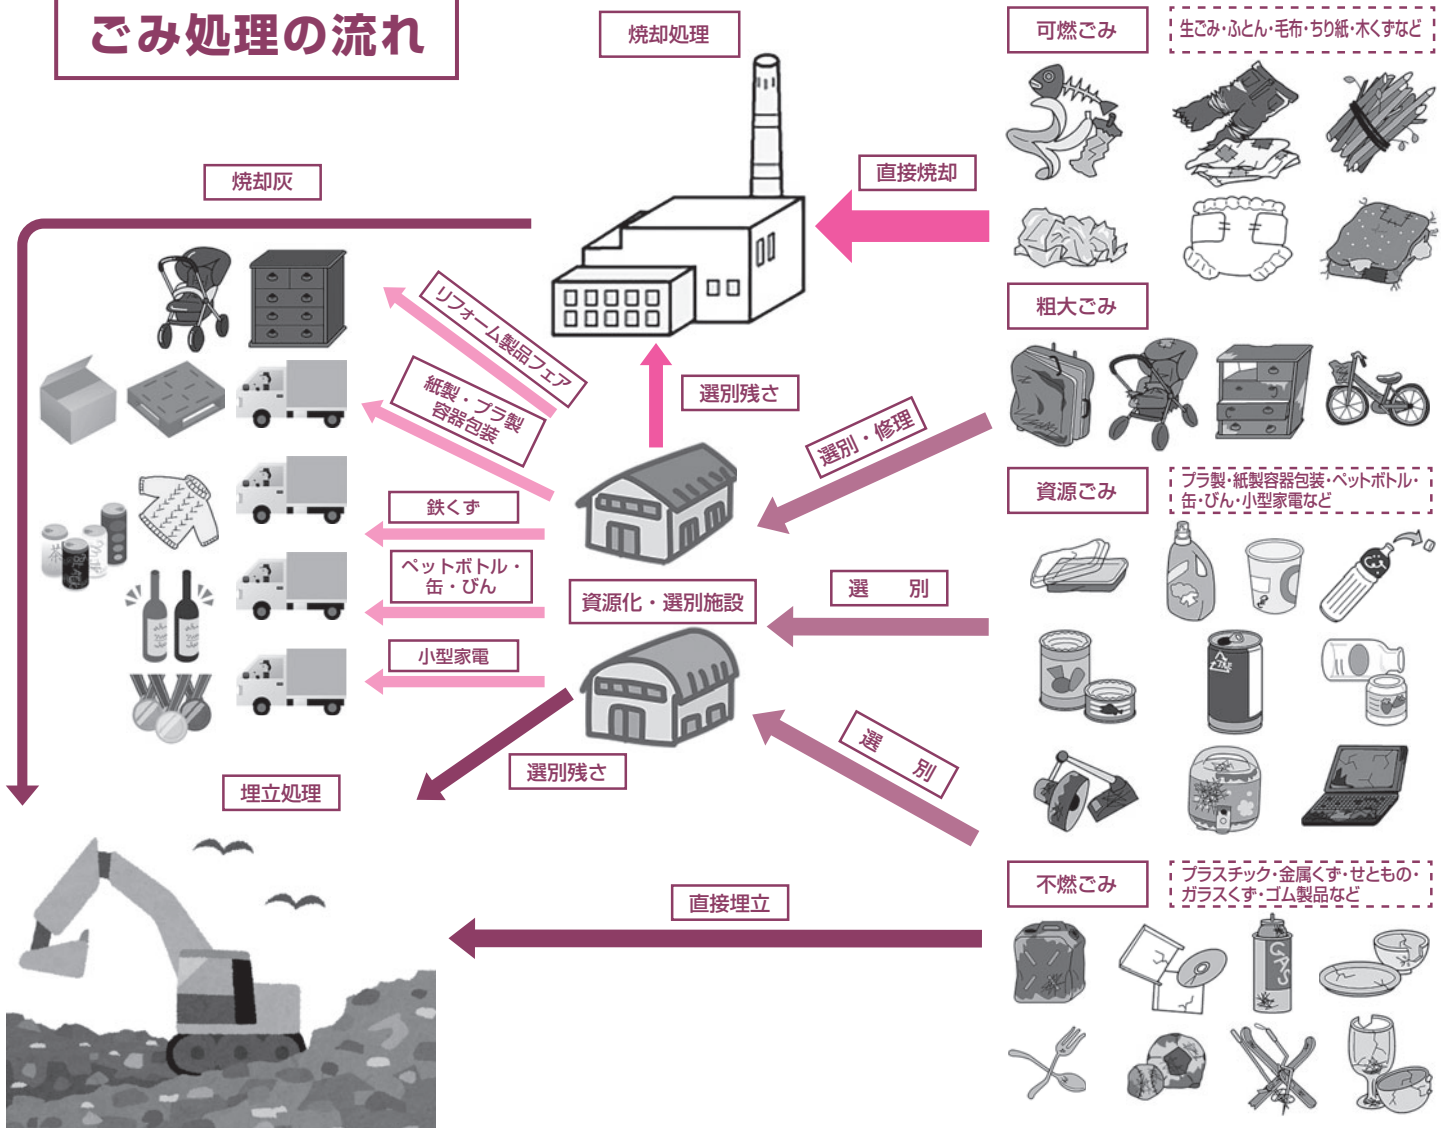 ごみ処理の流れ
焼却処理
可燃ごみ
生ごみ・ふとん・毛布・ちり紙・木くずなど
直接焼却
焼却灰
粗大ごみ
リフォーム製品フェア
紙製・プラ製
容器包装
選別残さ
選別・修理
資源ごみ
プラ製・紙製容器包装・ペットボトル・
缶・びん・小型家電など
鉄くず
ペットボトル・
缶・びん
資源化・選別施設
選　別
小型家電
選別残さ
選　別
埋立処理
不燃ごみ
プラスチック・金属くず・せともの・
ガラスくず・ゴム製品など
直接埋立
GAS
茶